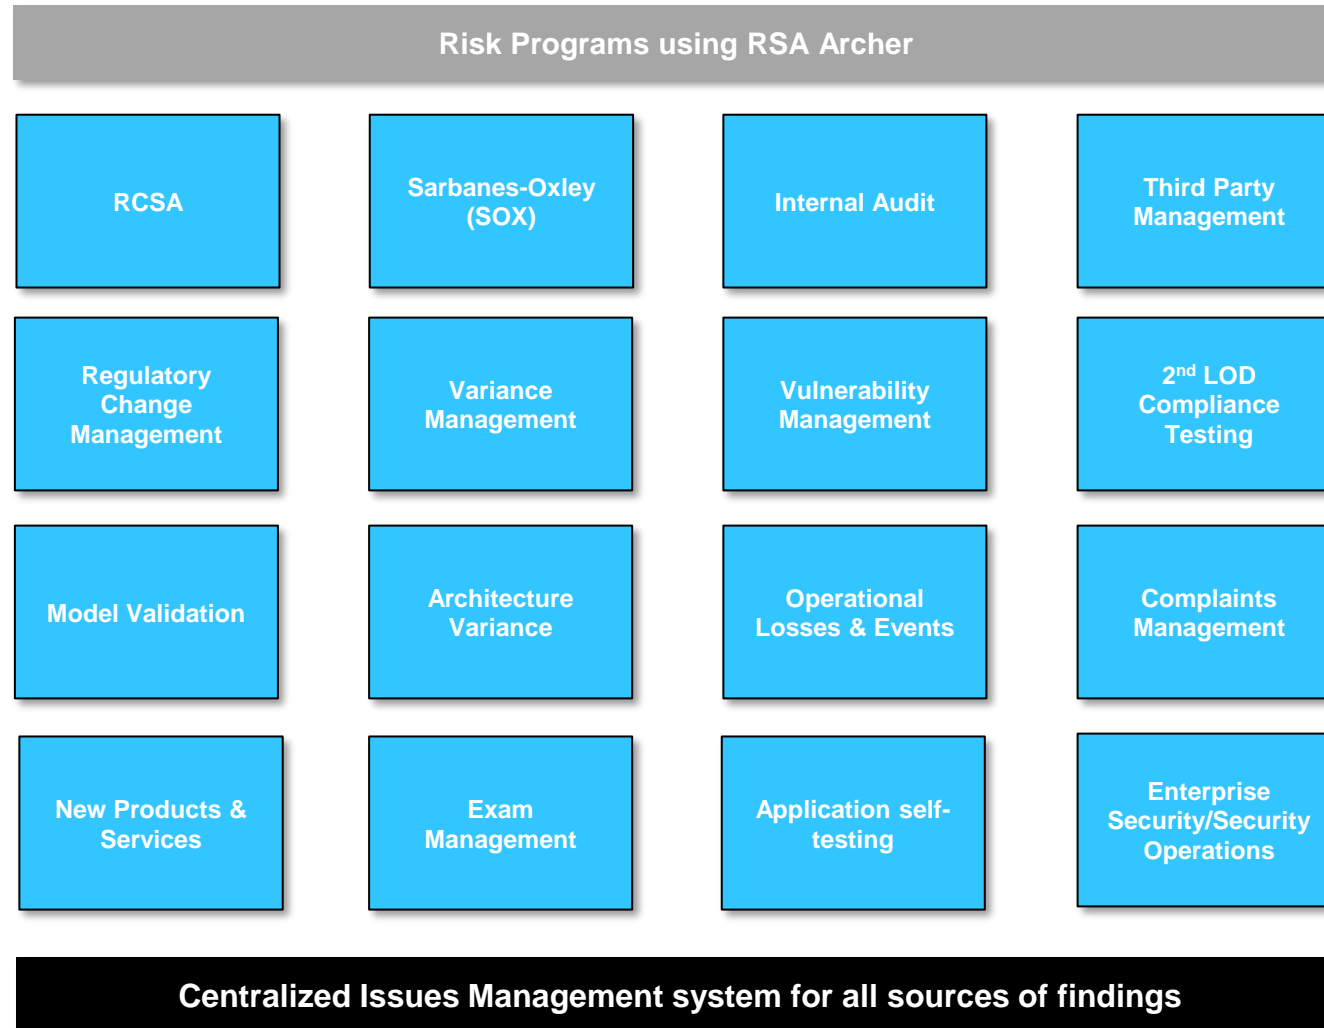 Risk Programs using RSA Archer
RCSA
Sarbanes-Oxley
(SOX)
Internal Audit
Third Party
Management
Regulatory
Change
Management
Variance
Management
Vulnerability
Management
2nd LOD
Compliance
Testing
Model Validation
Architecture
Variance
Operational
Losses & Events
Complaints
Management
New Products &
Services
Exam
Management
Application self-
testing
Enterprise
Security/Security
Operations
Centralized Issues Management system for all sources of findings